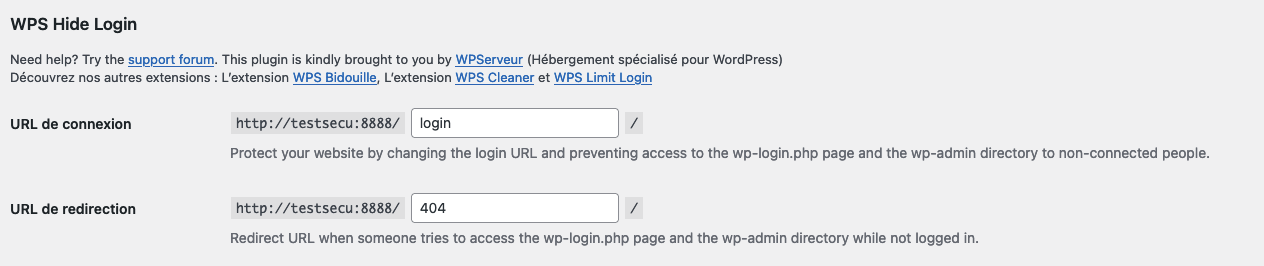 WPS Hide Login
Need help? Try the support forum. This plugin is kindly brought to you by WPServeur (Hébergement spécialisé pour WordPress)
Découvrez nos autres extensions : L'extension WPS Bidouille, L'extension WPS Cleaner et WPS Limit Login
URL de connexion http://testsecu:8888/ login /
Protect your website by changing the login URL and preventing access to the wp-login.php page and the wp-admin directory to non-connected people.
URL de redirection http://testsecu:8888/ 404 /
Redirect URL when someone tries to access the wp-login.php page and the wp-admin directory while not logged in.